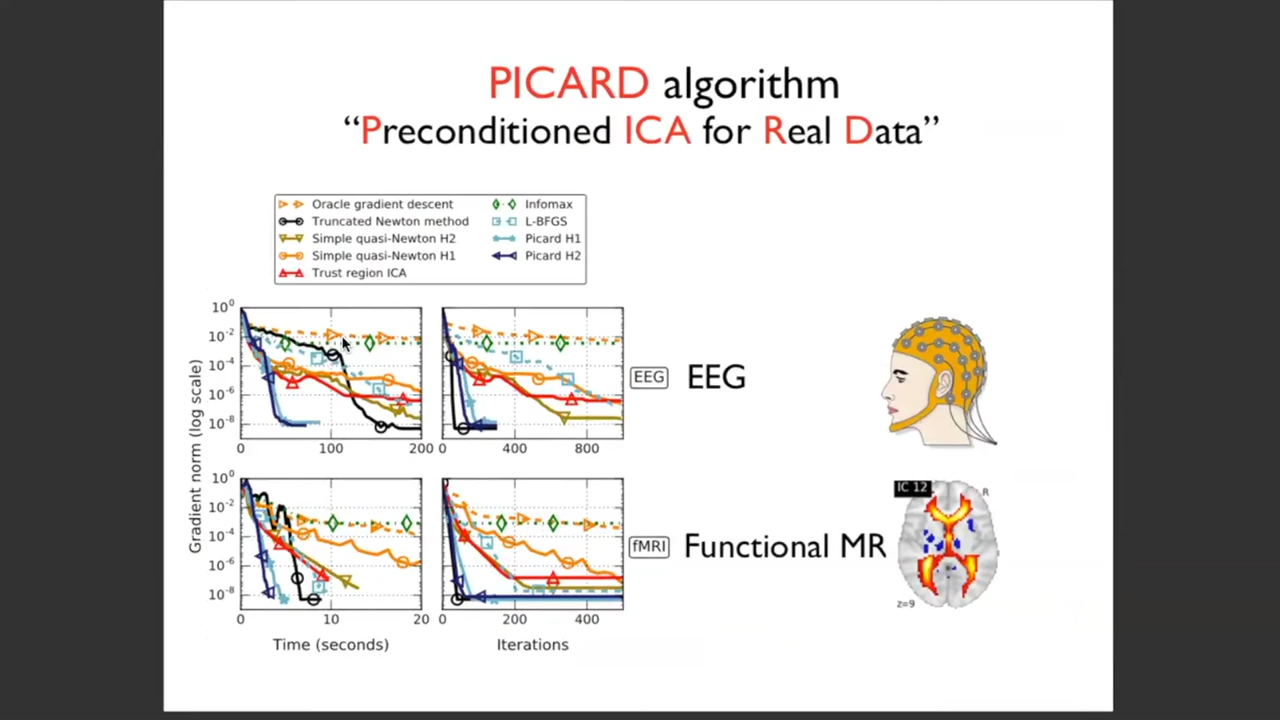 PICARD algorithm
“Preconditioned ICA for Real Data”
Oracle gradient descent
Truncated Newton method
Simple quasi-Newton H2
Simple quasi-Newton H1
Trust region ICA
Infomax
L-BFGS
Picard H1
Picard H2
Gradient norm (log scale)
10^0
10^-2
10^-4
10^-6
10^-8
0 100 200
0 400 800
EEG
EEG
10^0
10^-2
10^-4
10^-6
10^-8
0 10 20
0 200 400
Time (seconds)
Iterations
fMRI
Functional MR
IC 12
R
z=9